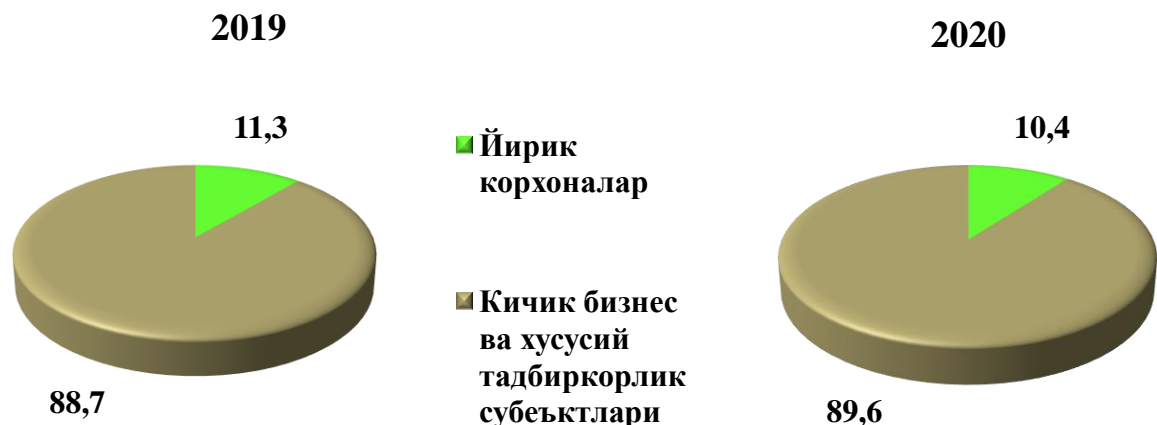 2019
2020
11,3
10,4
Йирик
корхоналар
Кичик бизнес
ва хусусий
тадбиркорлик
субеъктлари
88,7
89,6